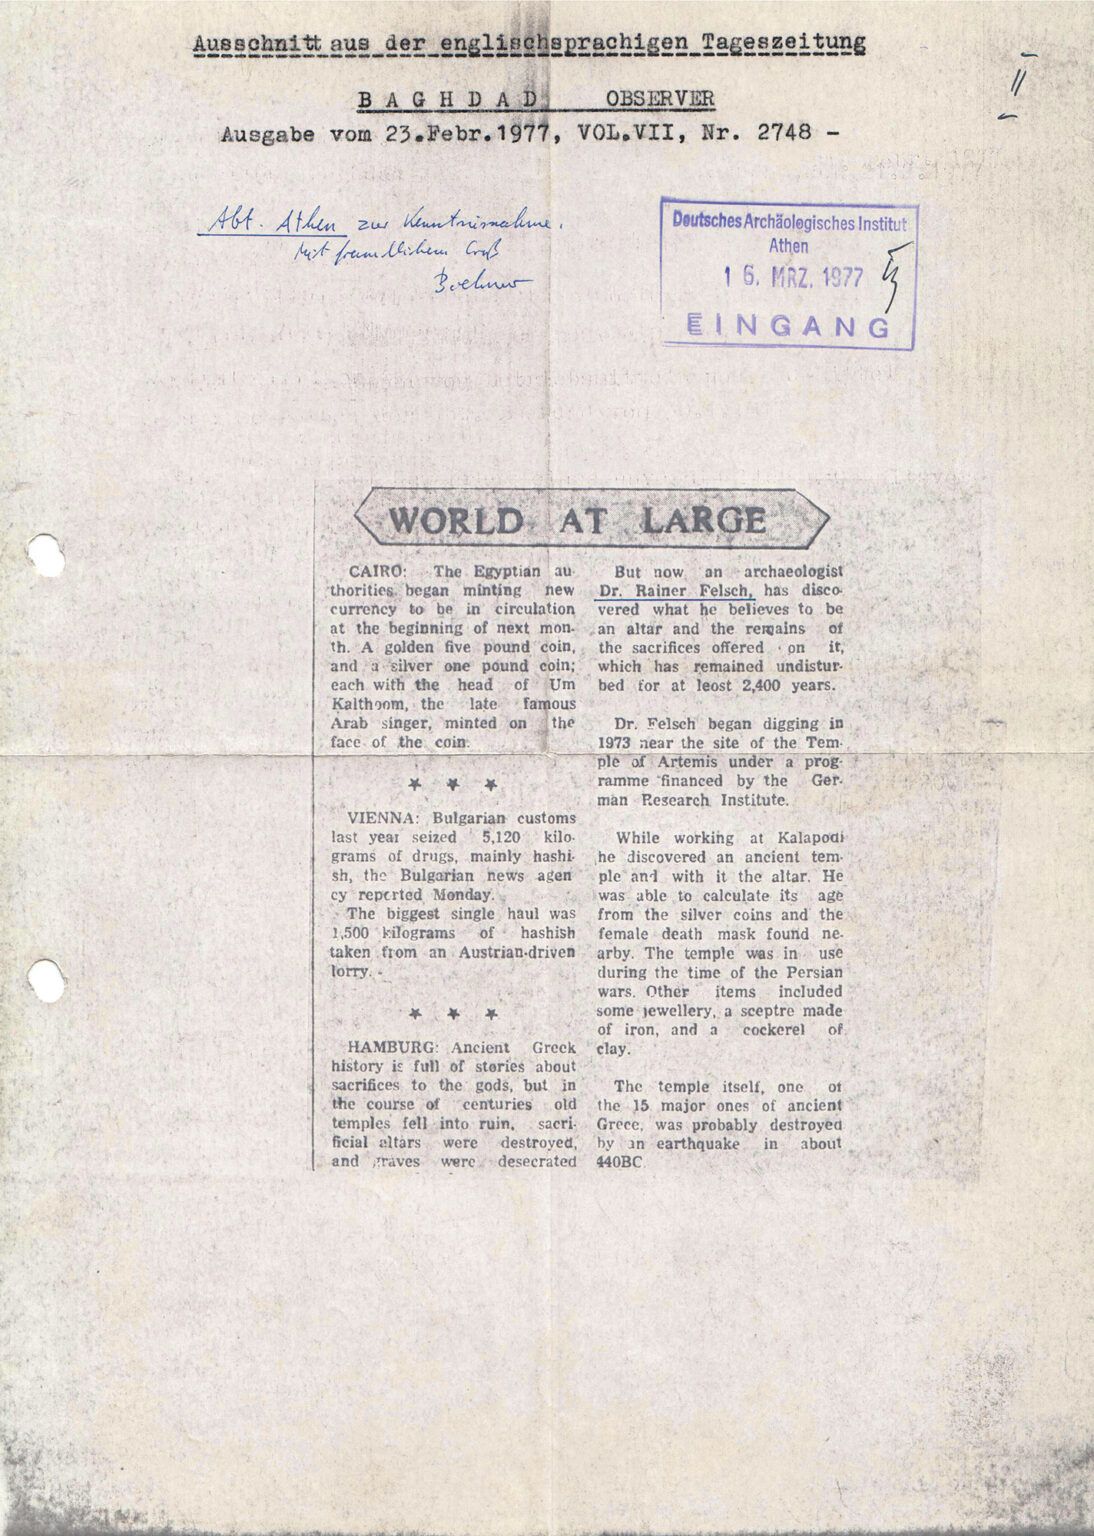 Ausschnitt aus der englischsprachigen Tageszeitung
BAGHDAD OBSERVER
Ausgabe vom 23.Febr.1977, VOL.VII, Nr. 2748 -
Abt. Athen zur Kenntnisnahme.
Mit freundlichem Gruß
Boehmer
Deutsches Archäologisches Institut
Athen
16. MRZ. 1977
EINGANG
WORLD AT LARGE
CAIRO: The Egyptian au-
thorities began minting new
currency to be in circulation
at the beginning of next mon-
th. A golden five pound coin,
and a silver one pound coin;
each with the head of Um
Kalthoom, the late famous
Arab singer, minted on the
face of the coin.
★ ★ ★
VIENNA: Bulgarian customs
last year seized 5,120 kilo-
grams of drugs, mainly hashi-
sh, the Bulgarian news agen
cy reported Monday.
The biggest single haul was
1,500 kilograms of hashish
taken from an Austrian-driven
lorry.
★ ★ ★
HAMBURG: Ancient Greek
history is full of stories about
sacrifices to the gods, but in
the course of centuries old
temples fell into ruin, sacri-
ficial altars were destroyed,
and graves were desecrated
But now an archaeologist
Dr. Rainer Felsch, has disco-
vered what he believes to be
an altar and the remains of
the sacrifices offered on it,
which has remained undistur-
bed for at leost 2,400 years.
Dr. Felsch began digging in
1973 near the site of the Tem-
ple of Artemis under a prog-
ramme financed by the Ger-
man Research Institute.
While working at Kalapodi
he discovered an ancient tem-
ple and with it the altar. He
was able to calculate its age
from the silver coins and the
female death mask found ne-
arby. The temple was in use
during the time of the Persian
wars. Other items included
some jewellery, a sceptre made
of iron, and a cockerel of
clay.
The temple itself, one of
the 15 major ones of ancient
Grece, was probably destroyed
by an earthquake in about
440BC